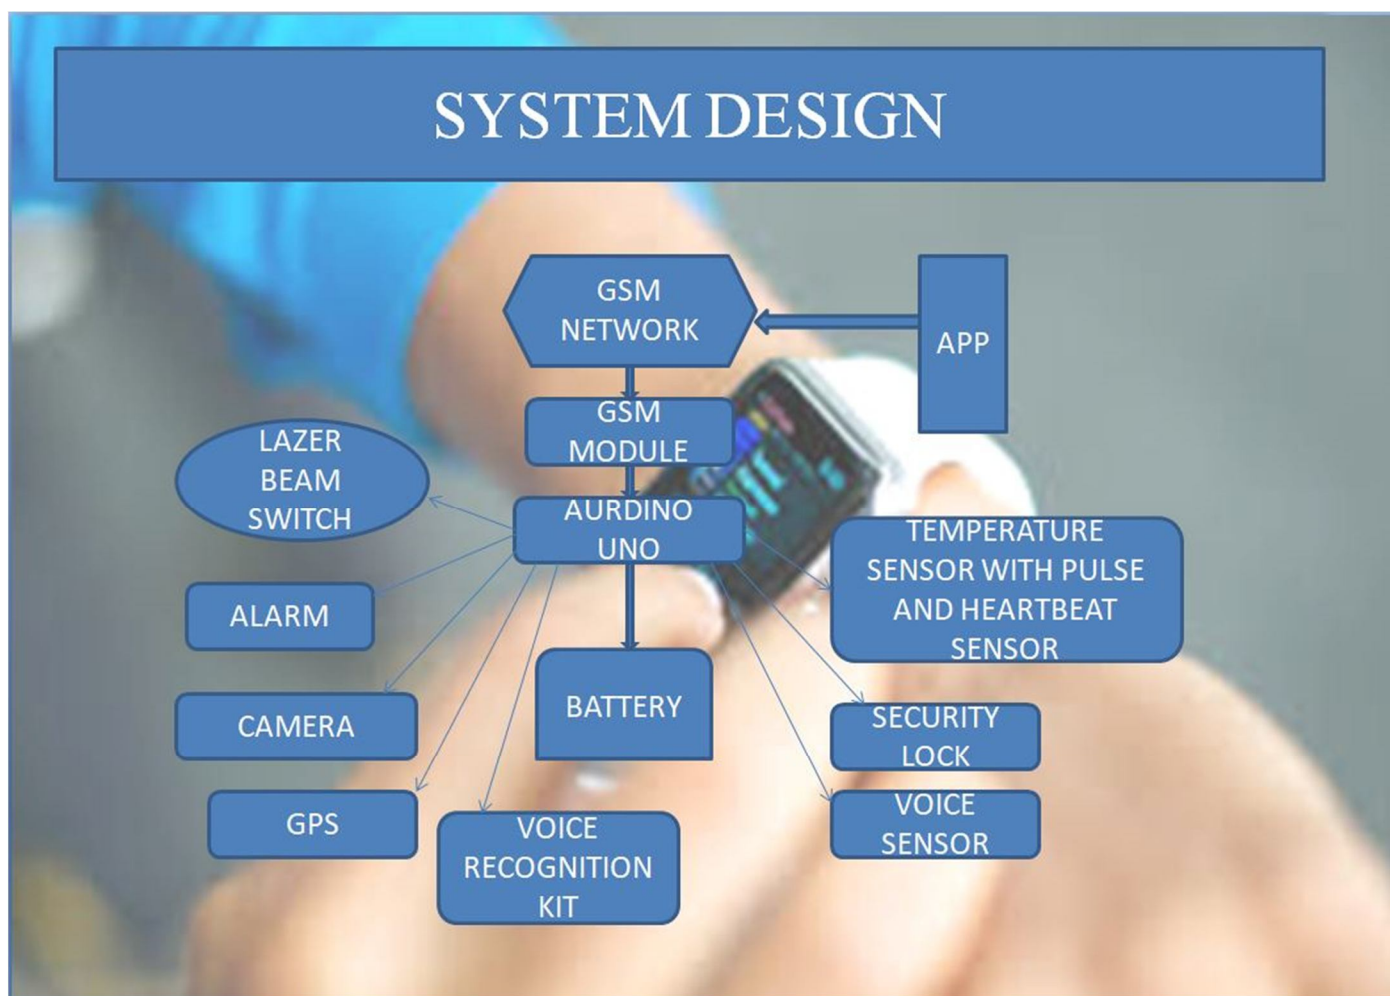 SYSTEM DESIGN
GSM
NETWORK
APP
GSM
MODULE
LAZER
BEAM
SWITCH
AURDINO
UNO
TEMPERATURE
SENSOR WITH PULSE
AND HEARTBEAT
SENSOR
ALARM
BATTERY
CAMERA
SECURITY
LOCK
GPS
VOICE
RECOGNITION
KIT
VOICE
SENSOR